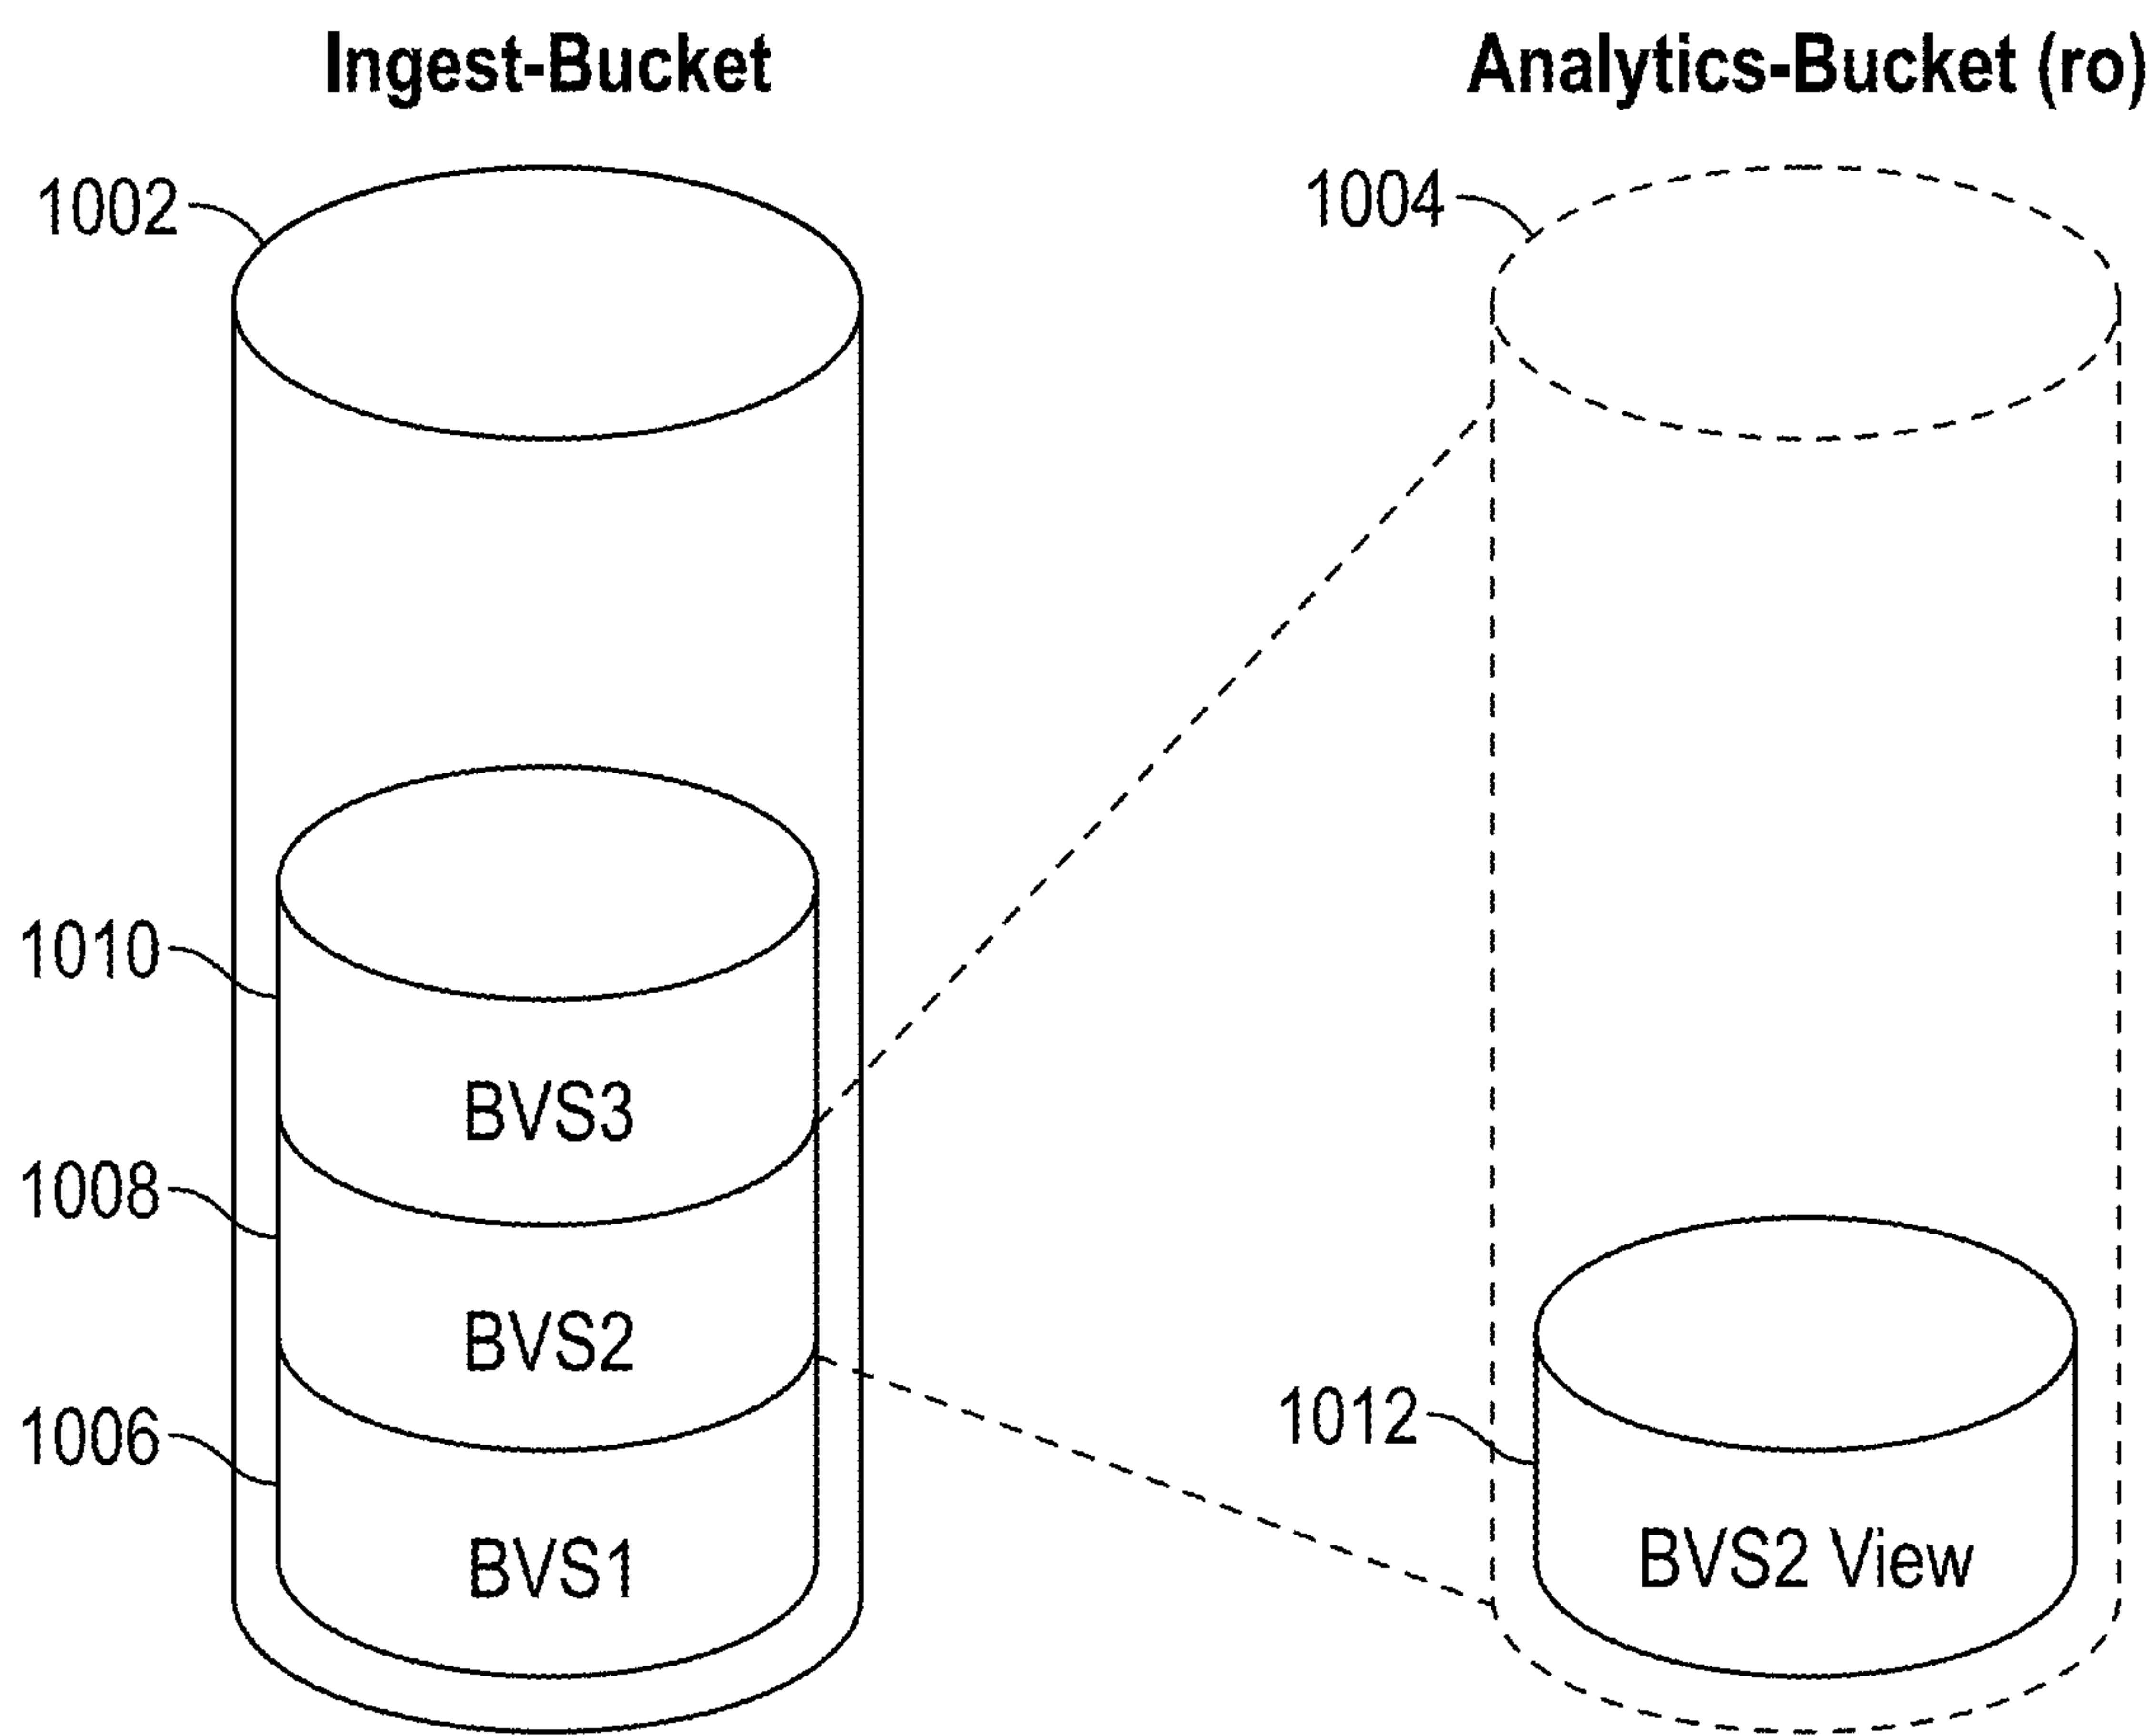 Ingest-Bucket
Analytics-Bucket (ro)
1002
1004
1010
BVS3
1008
BVS2
1006
1012
BVS1
BVS2 View